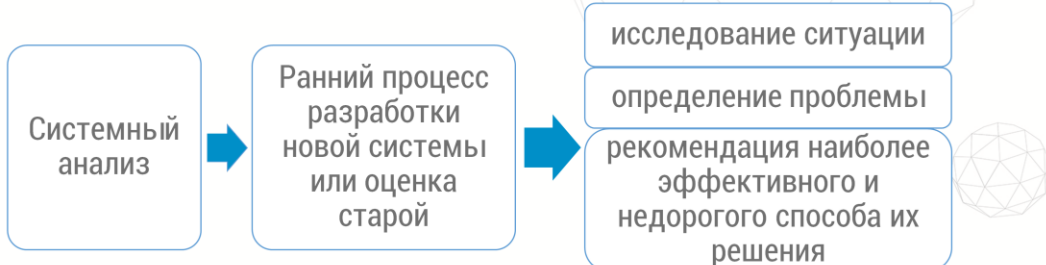 Системный
анализ
Ранний процесс
разработки
новой системы
или оценка
старой
исследование ситуации
определение проблемы
рекомендация наиболее
эффективного и
недорогого способа их
решения